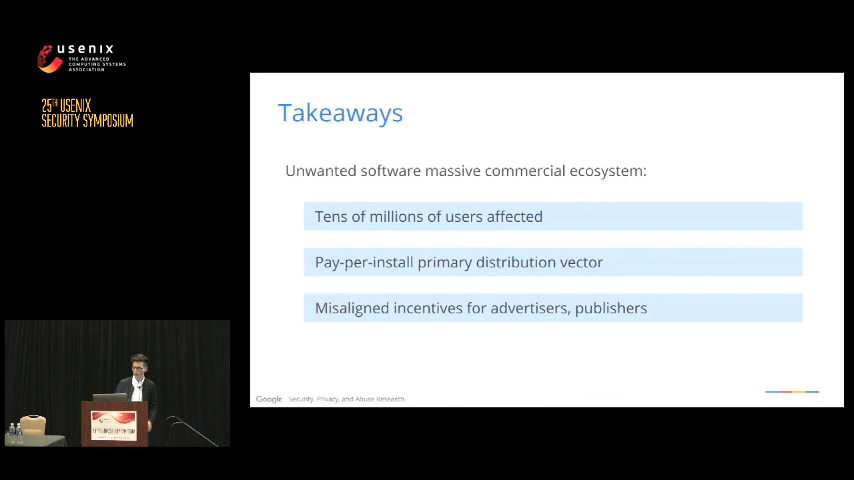 usenix
THE ADVANCED
COMPUTING SYSTEMS
ASSOCIATION
25TH USENIX
SECURITY SYMPOSIUM
Takeaways
Unwanted software massive commercial ecosystem:
Tens of millions of users affected
Pay-per-install primary distribution vector
Misaligned incentives for advertisers, publishers
Google Security, Privacy, and Abuse Research